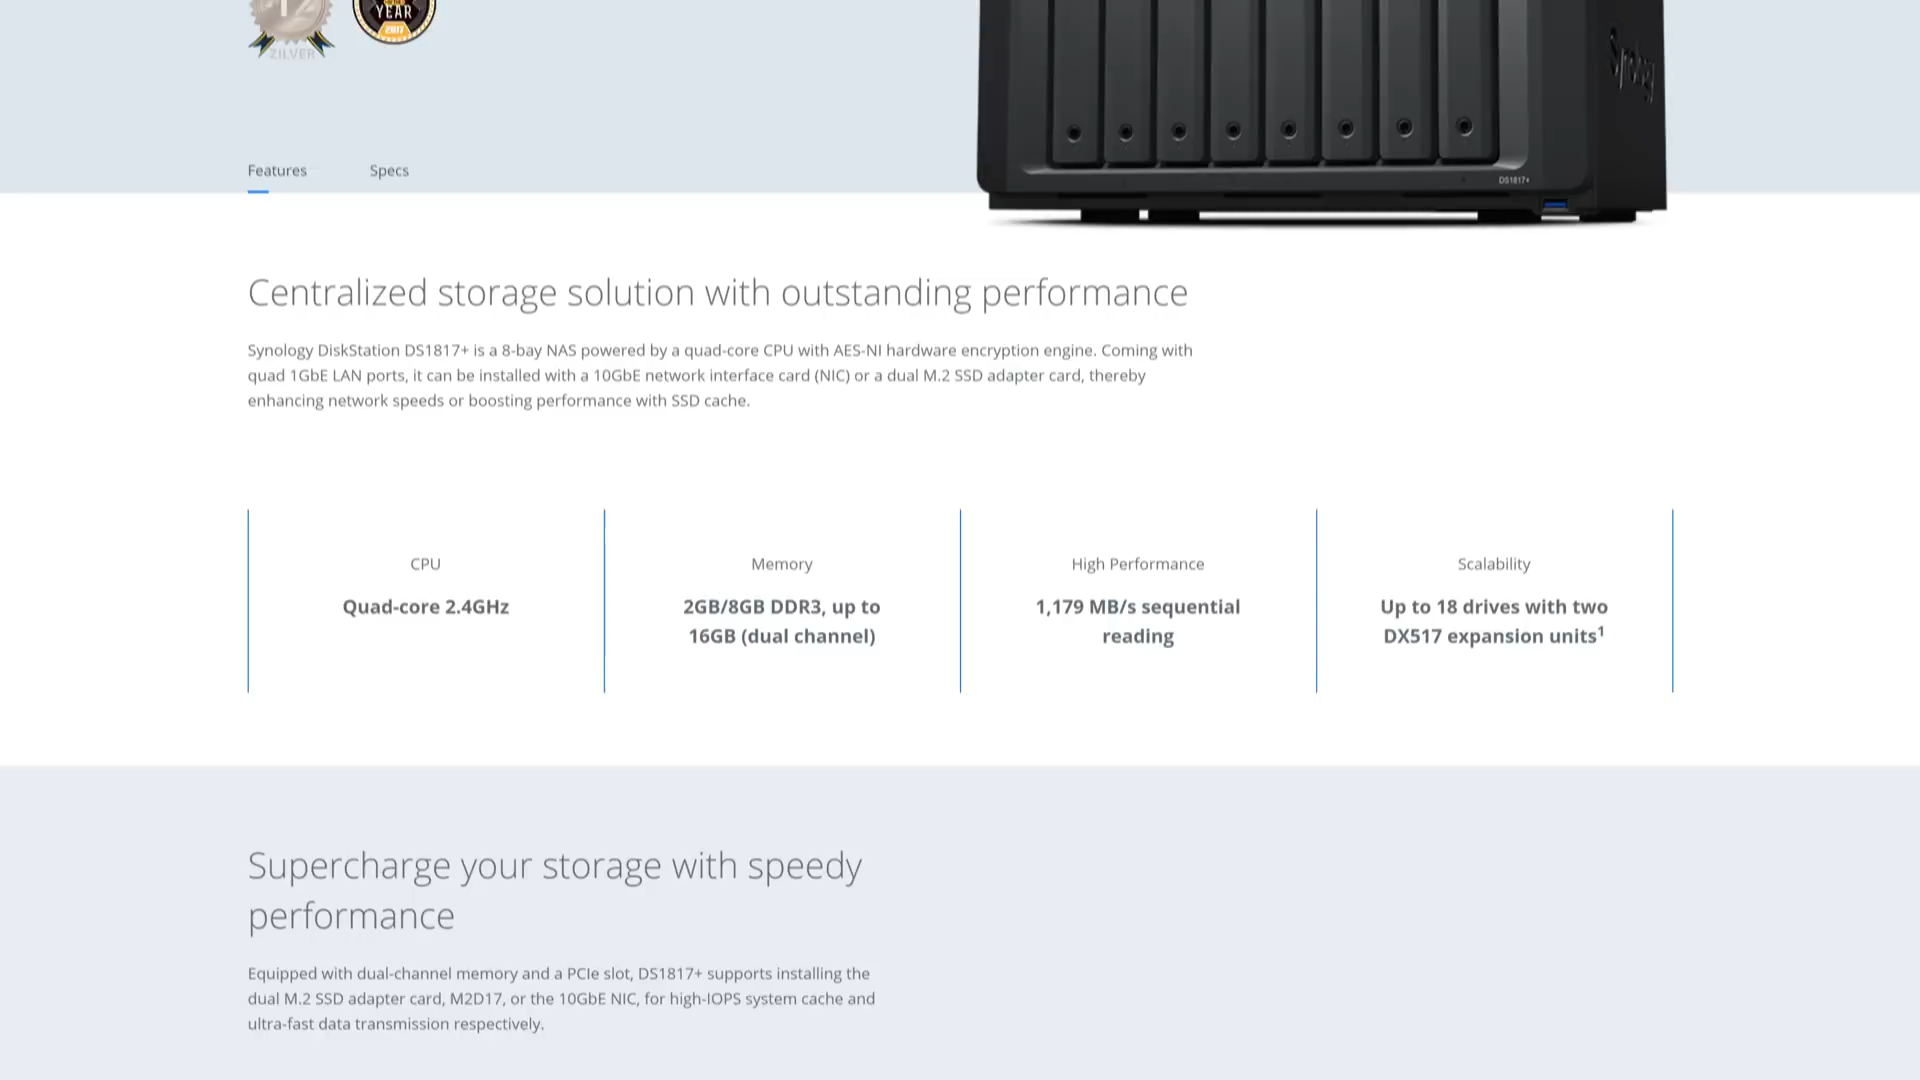 YEAR
2017
ZILVER
Synology
DS1817+
Features
Specs
Centralized storage solution with outstanding performance
Synology DiskStation DS1817+ is a 8-bay NAS powered by a quad-core CPU with AES-NI hardware encryption engine. Coming with
quad 1GbE LAN ports, it can be installed with a 10GbE network interface card (NIC) or a dual M.2 SSD adapter card, thereby
enhancing network speeds or boosting performance with SSD cache.
CPU
Quad-core 2.4GHz
Memory
2GB/8GB DDR3, up to
16GB (dual channel)
High Performance
1,179 MB/s sequential
reading
Scalability
Up to 18 drives with two
DX517 expansion units¹
Supercharge your storage with speedy
performance
Equipped with dual-channel memory and a PCIe slot, DS1817+ supports installing the
dual M.2 SSD adapter card, M2D17, or the 10GbE NIC, for high-IOPS system cache and
ultra-fast data transmission respectively.